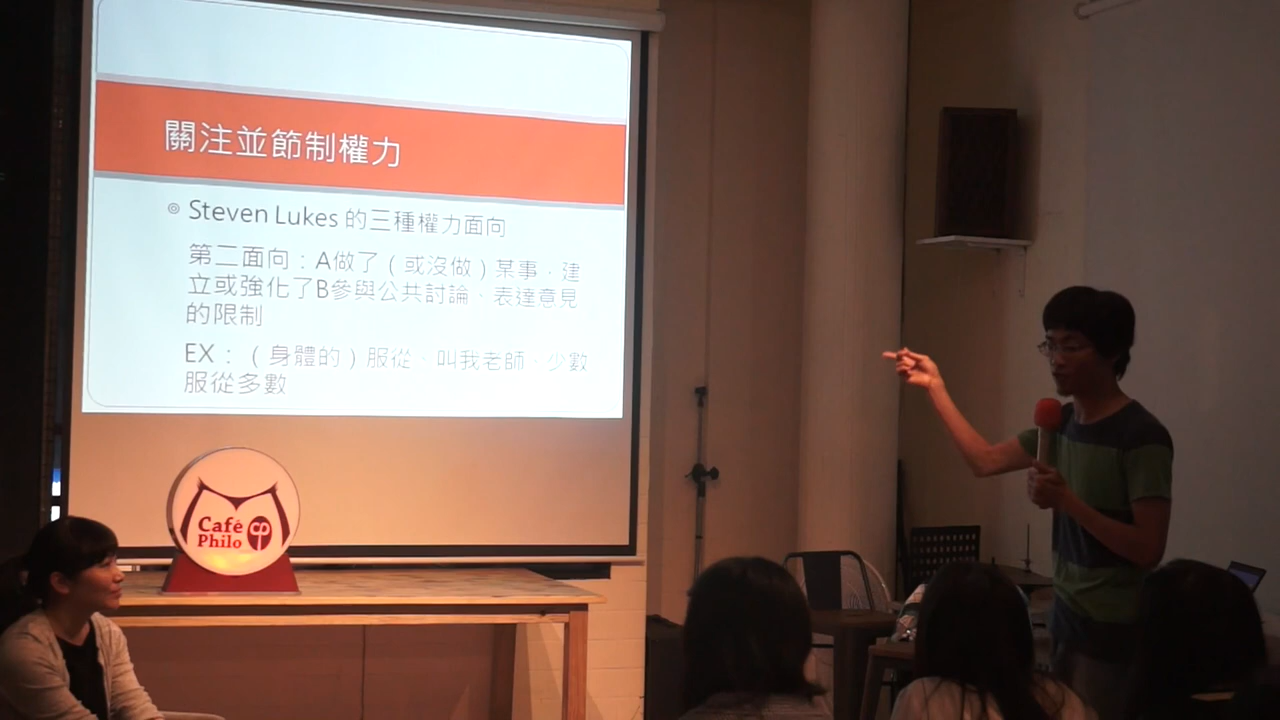 關注並節制權力
Steven Lukes 的三種權力面向
第二面向：A做了（或沒做）某事，建
立或強化了B參與公共討論、表達意見
的限制
EX：（身體的）服從、叫我老師、少數
服從多數
Café
Philo